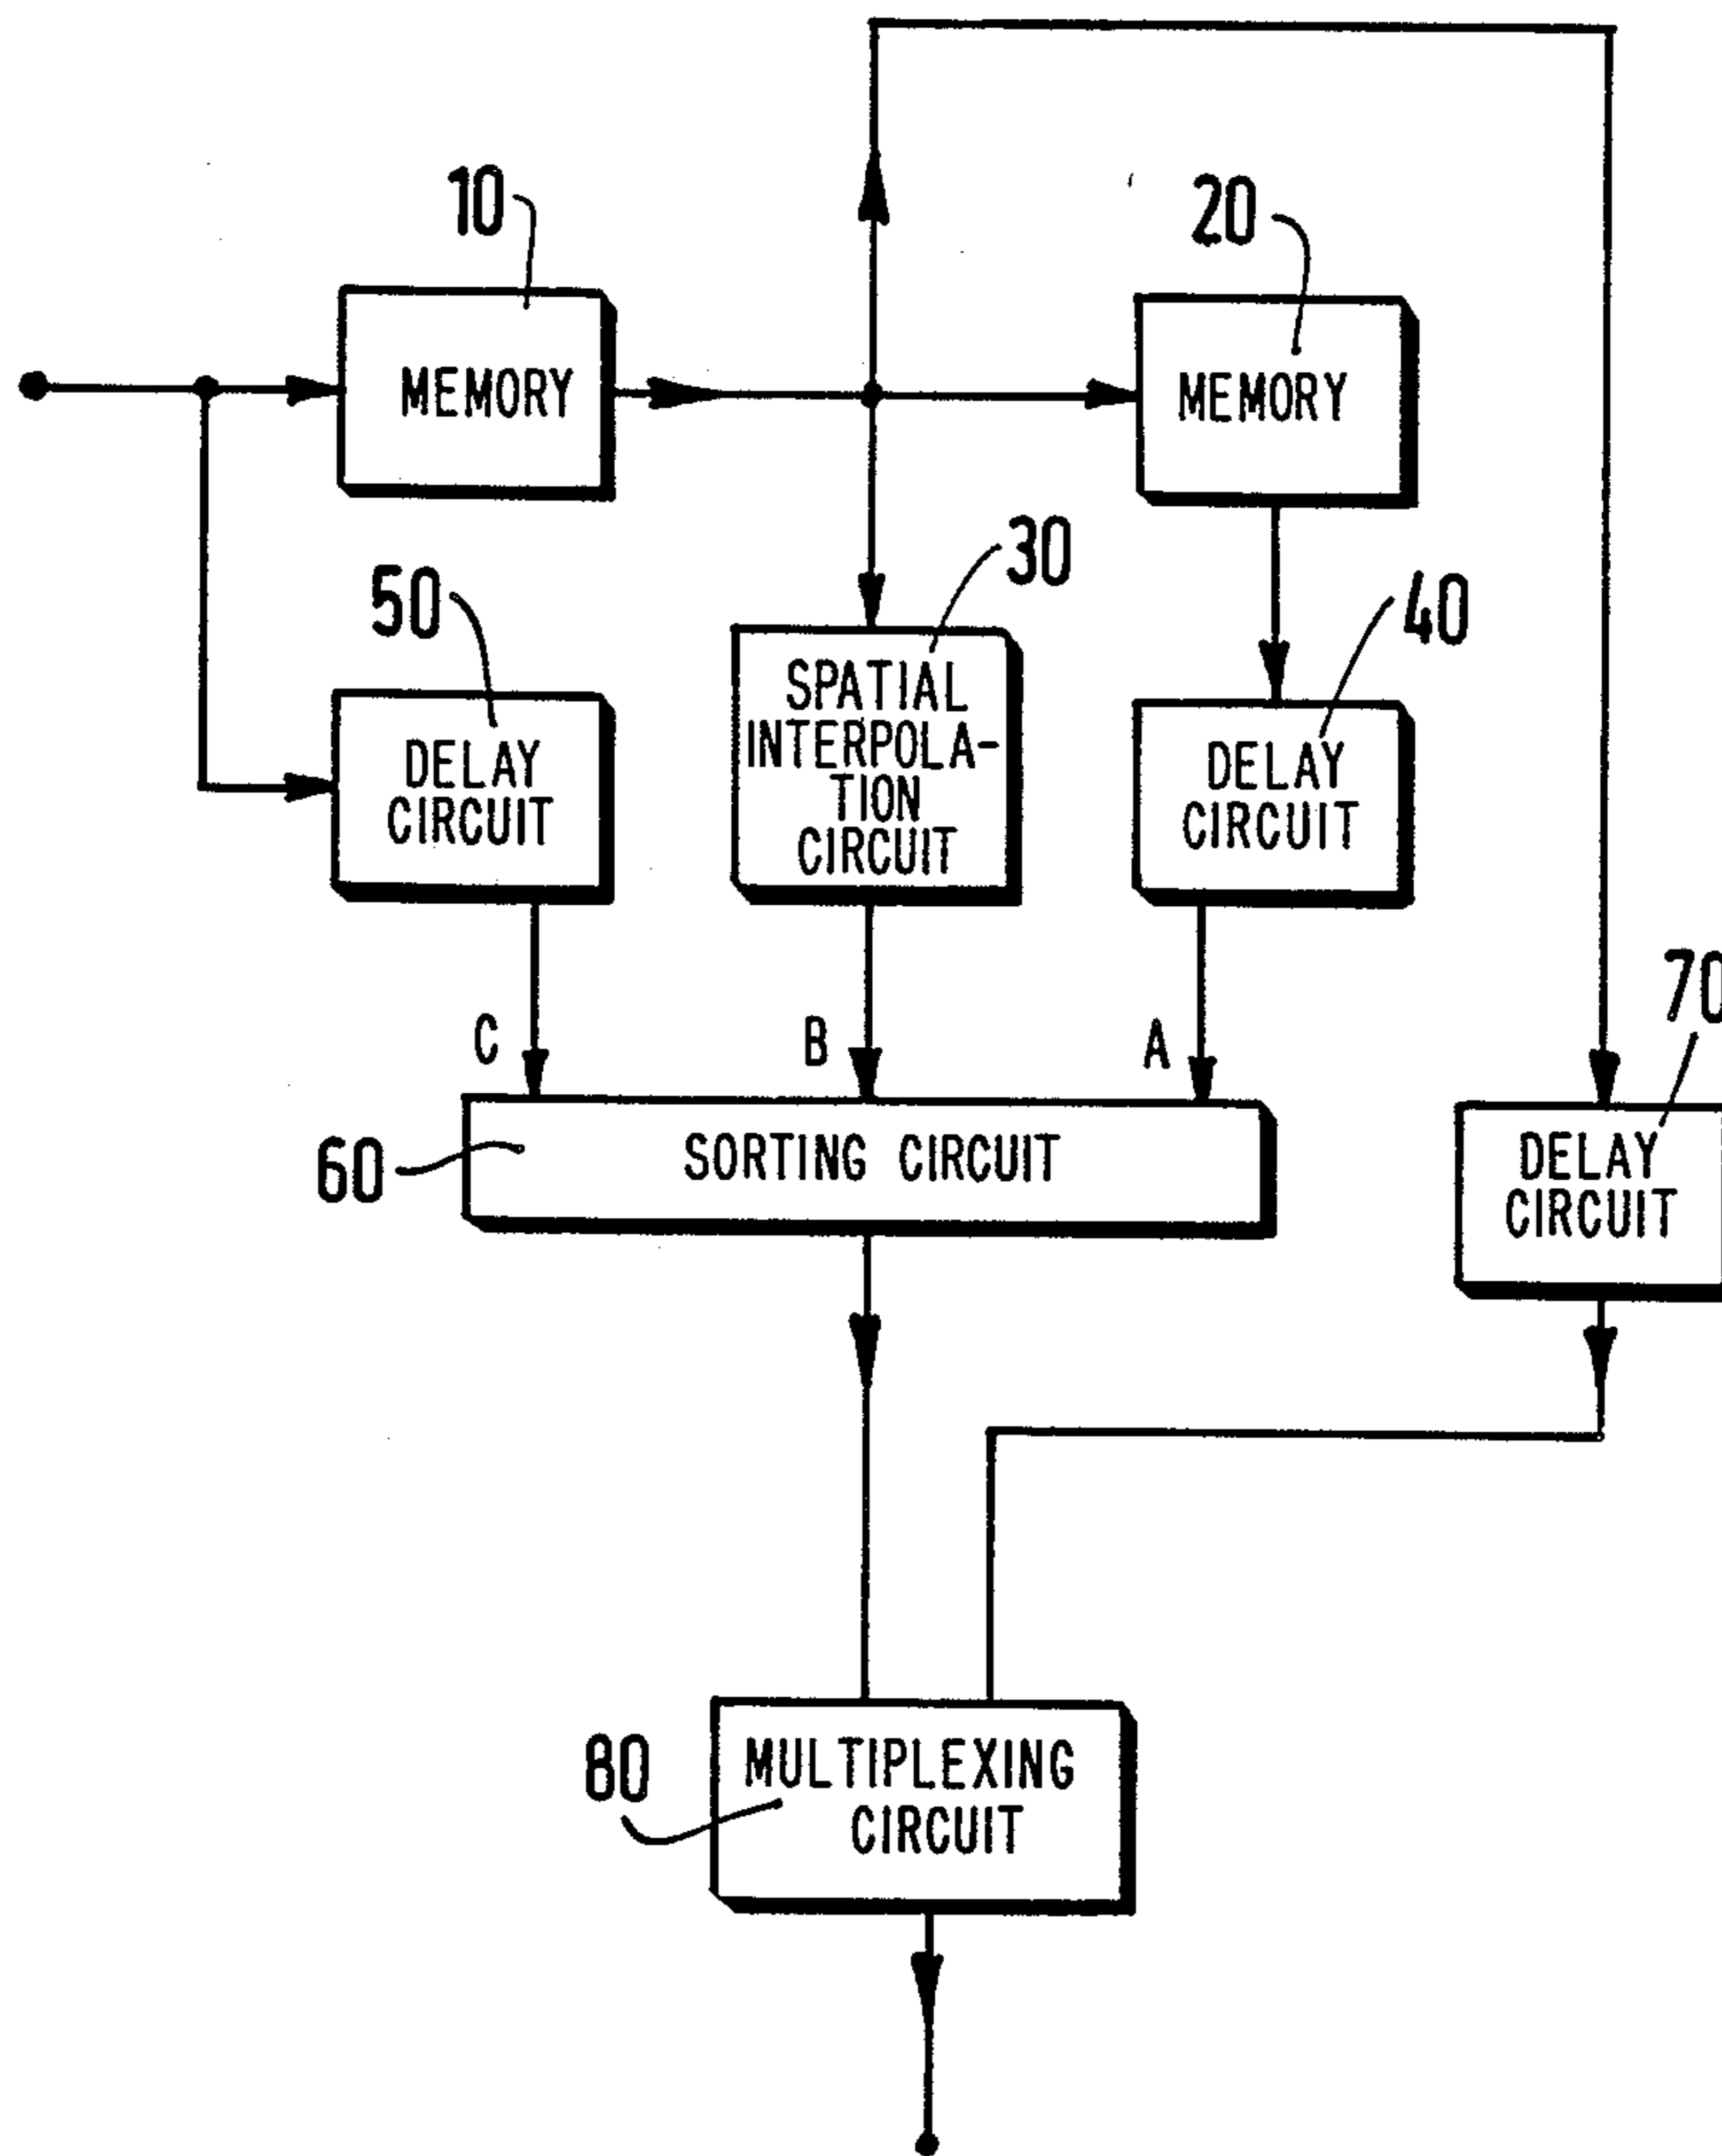 10
20
MEMORY
MEMORY
30
50
40
SPATIAL
INTERPOLA-
TION
CIRCUIT
DELAY
CIRCUIT
DELAY
CIRCUIT
70
C
B
A
60
SORTING CIRCUIT
DELAY
CIRCUIT
80
MULTIPLEXING
CIRCUIT